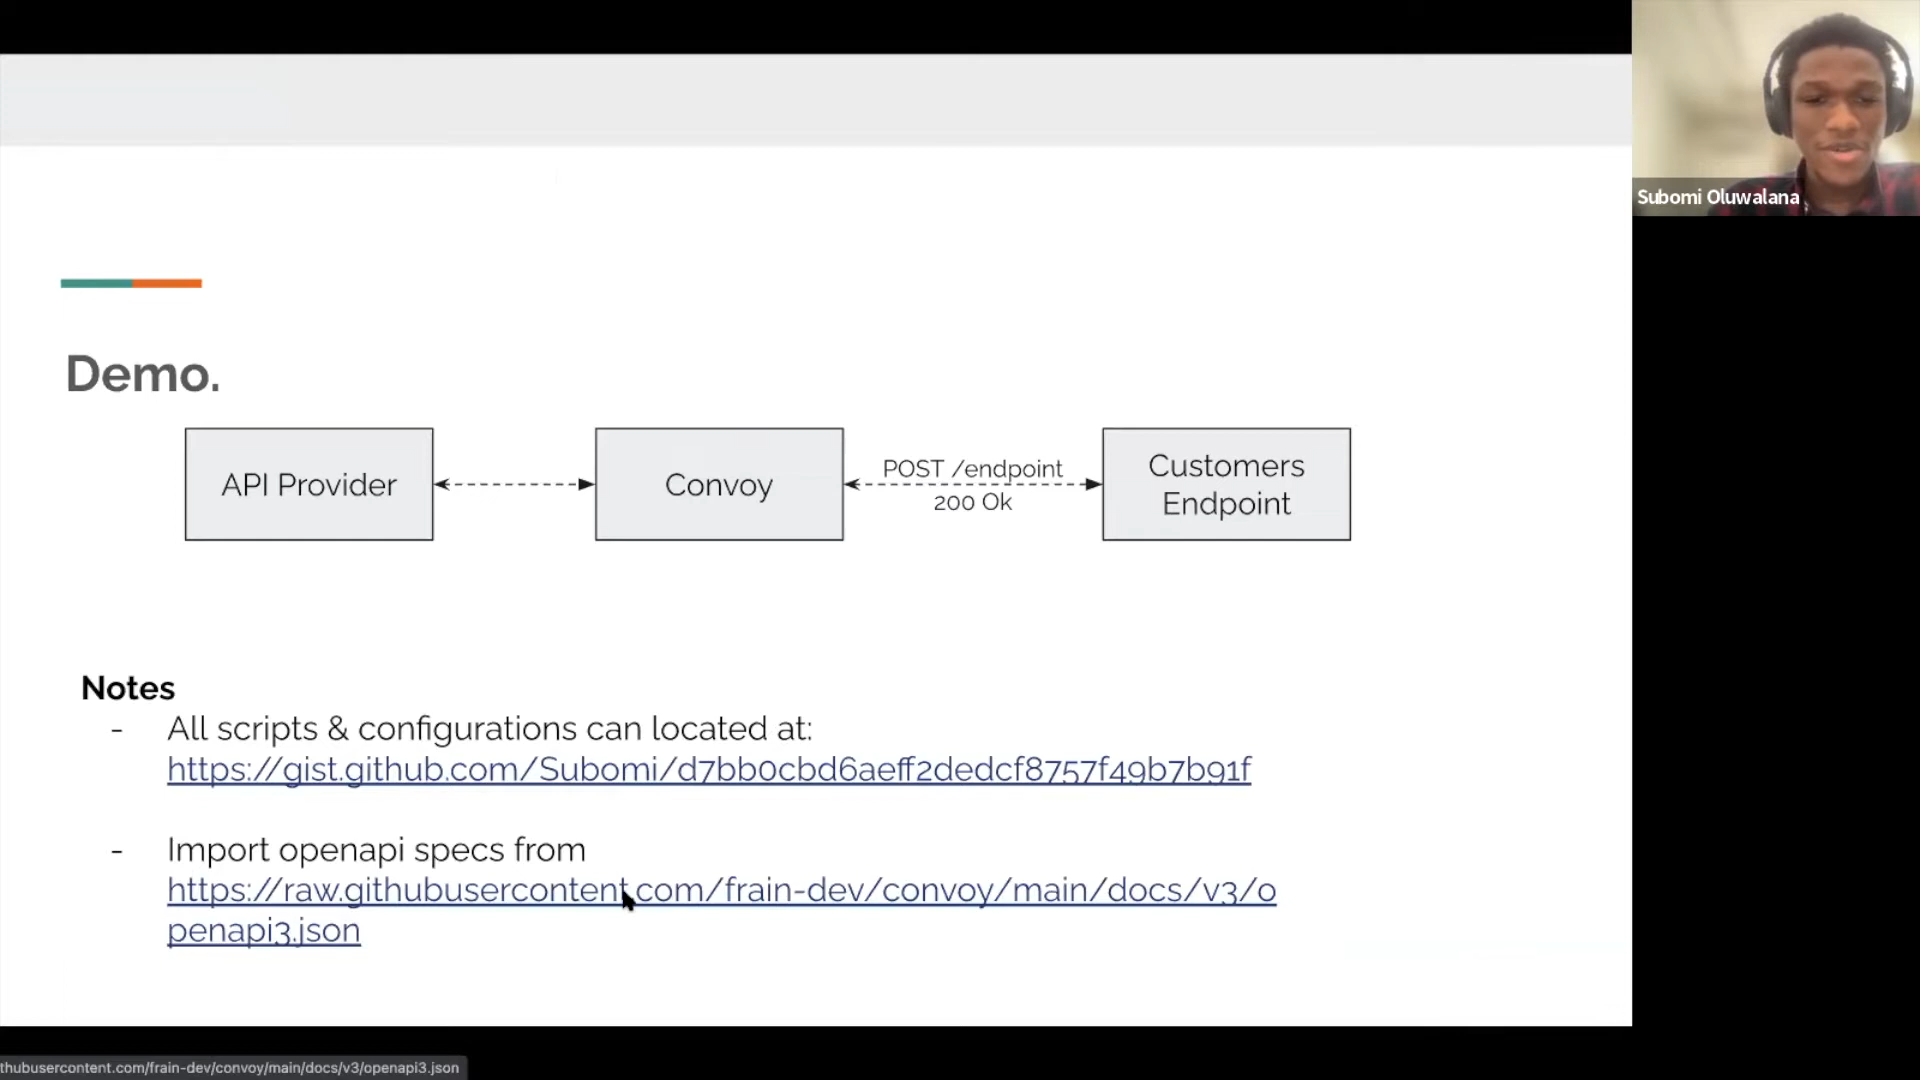 Subomi Oluwalana
Demo.
API Provider
Convoy
POST /endpoint
200 Ok
Customers
Endpoint
Notes
- All scripts & configurations can located at:
https://gist.github.com/Subomi/d7bb0cbd6aeff2dedcf8757f49b7b91f
- Import openapi specs from
https://raw.githubusercontent.com/frain-dev/convoy/main/docs/v3/o
penapi3.json
thubusercontent.com/frain-dev/convoy/main/docs/v3/openapi3.json